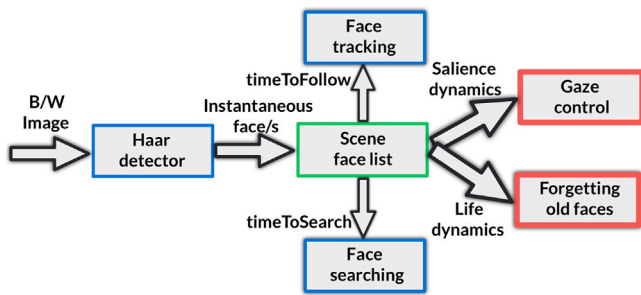 B/W
Image
Haar
detector
Instantaneous
face/s
Scene
face list
timeToFollow
Face
tracking
timeToSearch
Face
searching
Salience
dynamics
Gaze
control
Life
dynamics
Forgetting
old faces